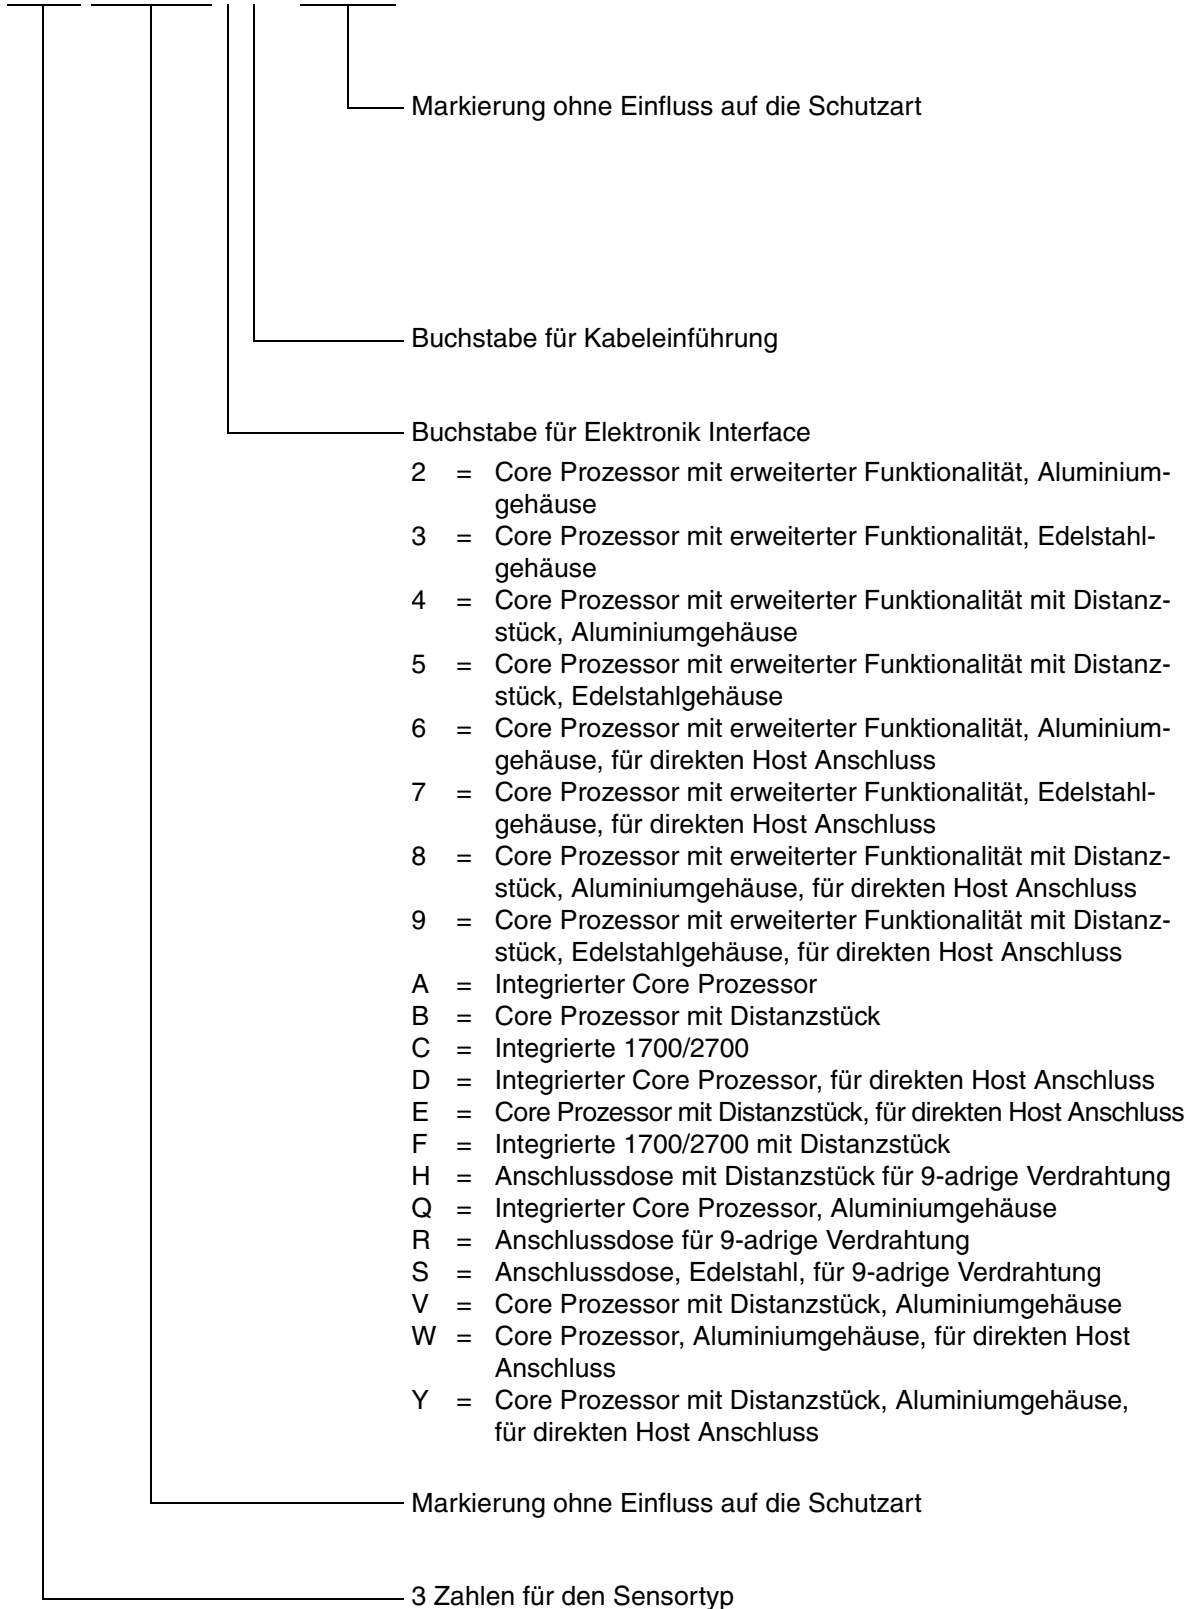 Markierung ohne Einfluss auf die Schutzart
Buchstabe für Kabeleinführung
Buchstabe für Elektronik Interface
2 = Core Prozessor mit erweiterter Funktionalität, Aluminium-
gehäuse
3 = Core Prozessor mit erweiterter Funktionalität, Edelstahl-
gehäuse
4 = Core Prozessor mit erweiterter Funktionalität mit Distanz-
stück, Aluminiumgehäuse
5 = Core Prozessor mit erweiterter Funktionalität mit Distanz-
stück, Edelstahlgehäuse
6 = Core Prozessor mit erweiterter Funktionalität, Aluminium-
gehäuse, für direkten Host Anschluss
7 = Core Prozessor mit erweiterter Funktionalität, Edelstahl-
gehäuse, für direkten Host Anschluss
8 = Core Prozessor mit erweiterter Funktionalität mit Distanz-
stück, Aluminiumgehäuse, für direkten Host Anschluss
9 = Core Prozessor mit erweiterter Funktionalität mit Distanz-
stück, Edelstahlgehäuse, für direkten Host Anschluss
A = Integrierter Core Prozessor
B = Core Prozessor mit Distanzstück
C = Integrierte 1700/2700
D = Integrierter Core Prozessor, für direkten Host Anschluss
E = Core Prozessor mit Distanzstück, für direkten Host Anschluss
F = Integrierte 1700/2700 mit Distanzstück
H = Anschlussdose mit Distanzstück für 9-adrige Verdrahtung
Q = Integrierter Core Prozessor, Aluminiumgehäuse
R = Anschlussdose für 9-adrige Verdrahtung
S = Anschlussdose, Edelstahl, für 9-adrige Verdrahtung
V = Core Prozessor mit Distanzstück, Aluminiumgehäuse
W = Core Prozessor, Aluminiumgehäuse, für direkten Host
Anschluss
Y = Core Prozessor mit Distanzstück, Aluminiumgehäuse,
für direkten Host Anschluss
Markierung ohne Einfluss auf die Schutzart
3 Zahlen für den Sensortyp